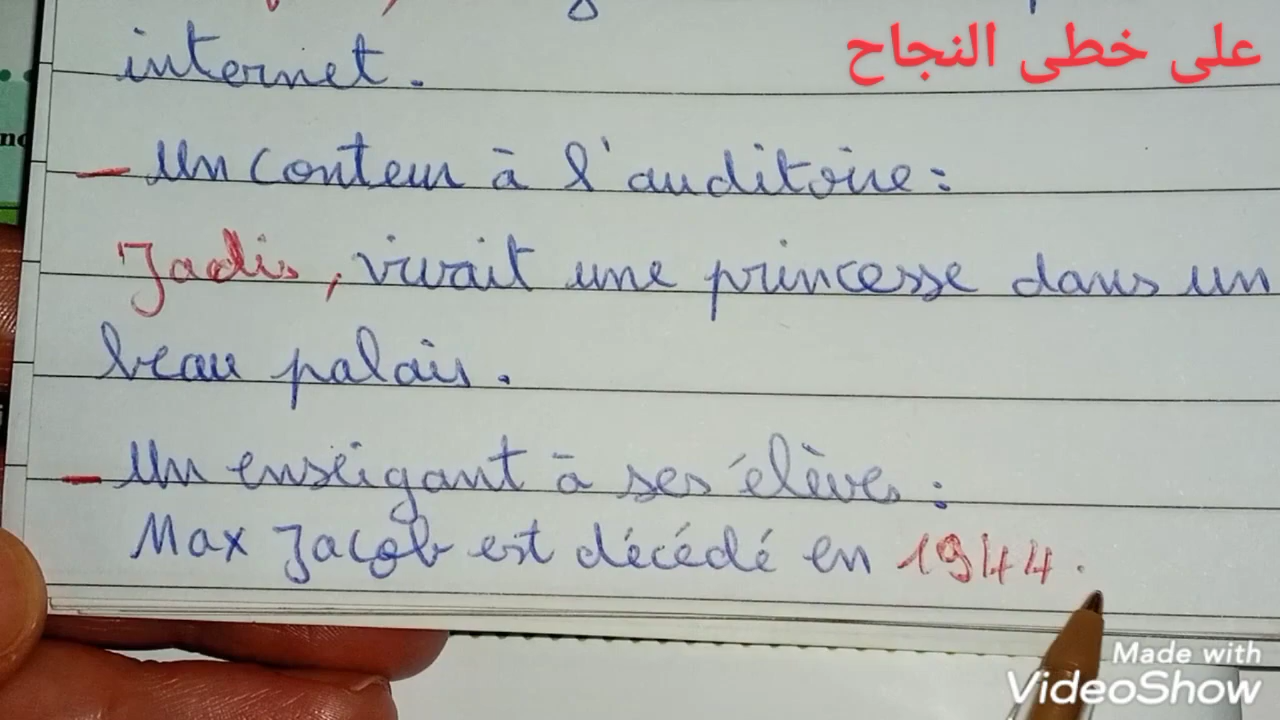 على خطى النجاح
internet.
- Un conteur à l'auditoire:
Jadis, vivait une princesse dans un
beau palais.
- Un enseigant à ses élèves:
Max Jacob est décédé en 1944.
Made with
VideoShow